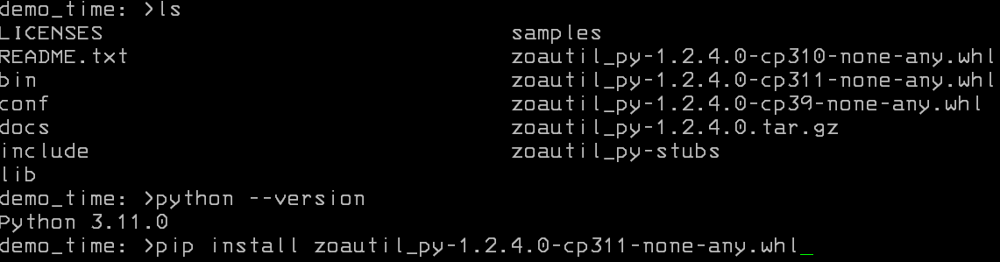 demo_time: >ls
LICENSES samples
README.txt zoautil_py-1.2.4.0-cp310-none-any.whl
bin zoautil_py-1.2.4.0-cp311-none-any.whl
conf zoautil_py-1.2.4.0-cp39-none-any.whl
docs zoautil_py-1.2.4.0.tar.gz
include zoautil_py-stubs
lib
demo_time: >python --version
Python 3.11.0
demo_time: >pip install zoautil_py-1.2.4.0-cp311-none-any.whl_